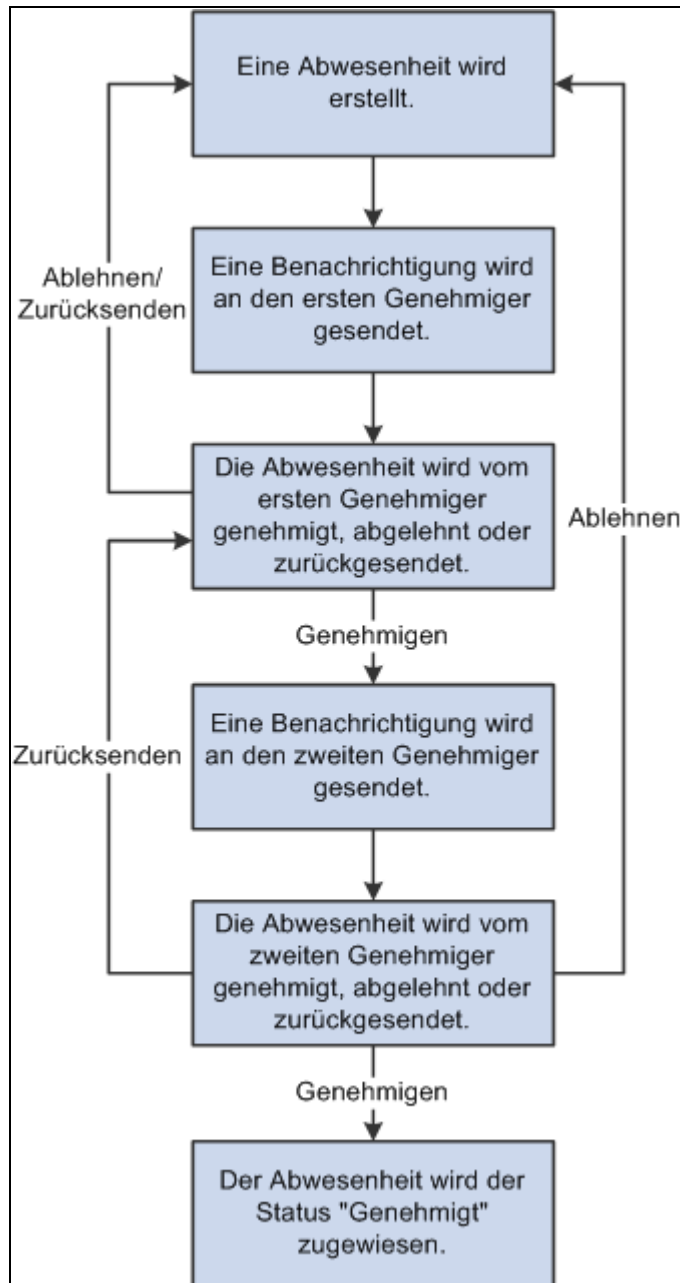 Eine Abwesenheit wird
erstellt.
Eine Benachrichtigung wird
an den ersten Genehmiger
gesendet.
Ablehnen/
Zurücksenden
Die Abwesenheit wird vom
ersten Genehmiger
genehmigt, abgelehnt oder
zurückgesendet.
Ablehnen
Genehmigen
Eine Benachrichtigung wird
an den zweiten Genehmiger
gesendet.
Zurücksenden
Die Abwesenheit wird vom
zweiten Genehmiger
genehmigt, abgelehnt oder
zurückgesendet.
Genehmigen
Der Abwesenheit wird der
Status "Genehmigt"
zugewiesen.